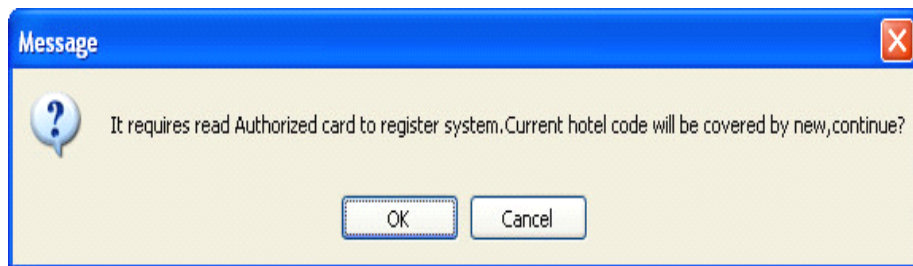 Message
It requires read Authorized card to register system.Current hotel code will be covered by new,continue?
OK
Cancel